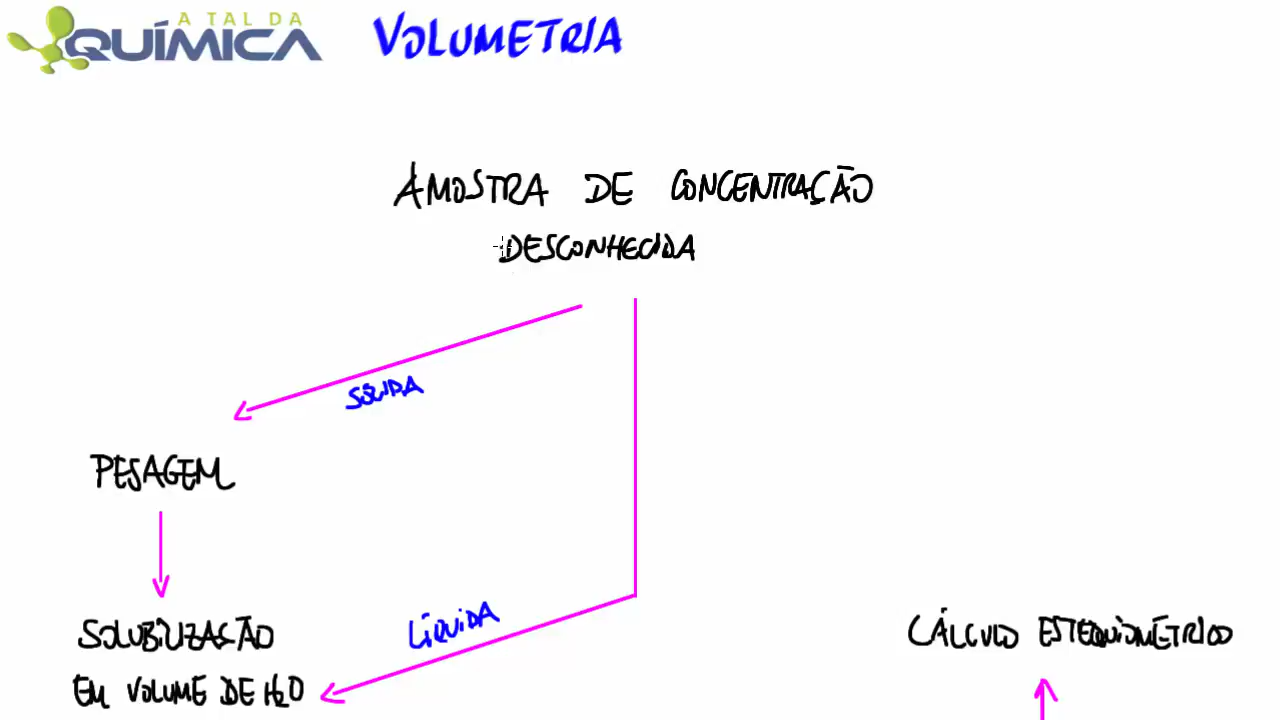 A TAL DA
QUÍMICA
VOLUMETRIA
AMOSTRA DE CONCENTRAÇÃO
DESCONHECIDA
SÓLIDA
PESAGEM
LÍQUIDA
SOLUBILIZAÇÃO
EM VOLUME DE H2O
CÁLCULO ESTEQUIOMÉTRICO